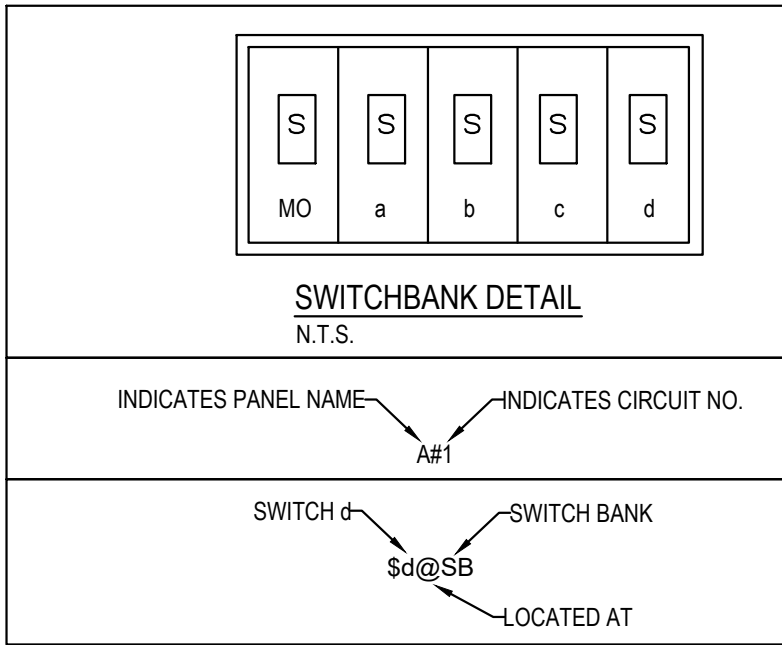 S S S S S
MO a b c d
SWITCHBANK DETAIL
N.T.S.
INDICATES PANEL NAME INDICATES CIRCUIT NO.
A#1
SWITCH d SWITCH BANK
$d@SB
LOCATED AT